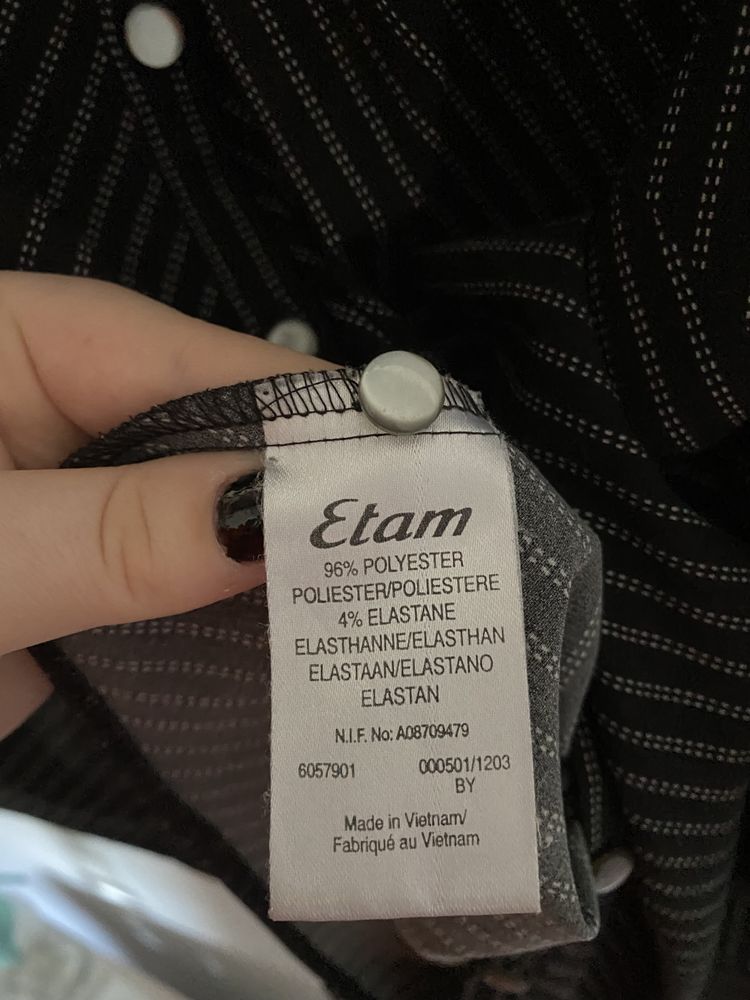 Etam
96% POLYESTER
POLIESTER/POLIESTERE
4% ELASTANE
ELASTHANNE/ELASTHAN
ELASTAAN/ELASTANO
ELASTAN
N.I.F. No: A08709479
6057901 000501/1203
BY
Made in Vietnam/
Fabriqué au Vietnam